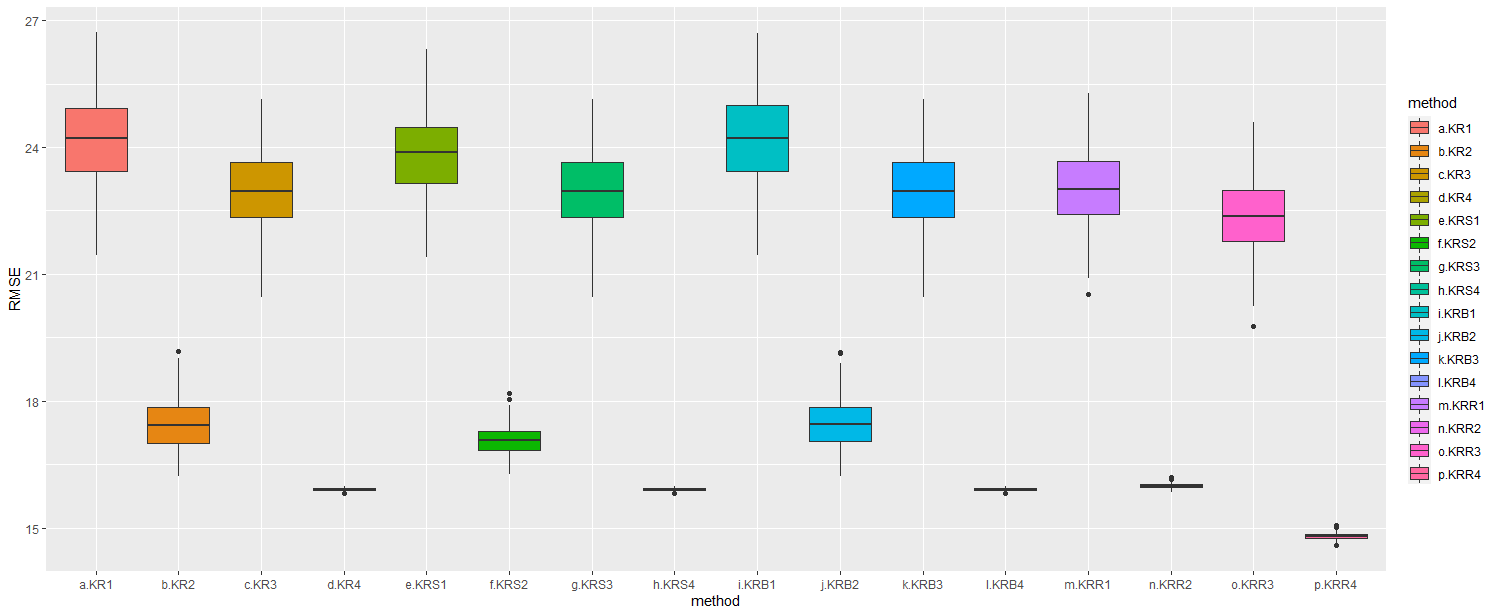 27
24
21
18
15
RMSE
a.KR1 b.KR2 c.KR3 d.KR4 e.KRS1 f.KRS2 g.KRS3 h.KRS4 i.KRB1 j.KRB2 k.KRB3 l.KRB4 m.KRR1 n.KRR2 o.KRR3 p.KRR4
method
method
a.KR1
b.KR2
c.KR3
d.KR4
e.KRS1
f.KRS2
g.KRS3
h.KRS4
i.KRB1
j.KRB2
k.KRB3
l.KRB4
m.KRR1
n.KRR2
o.KRR3
p.KRR4